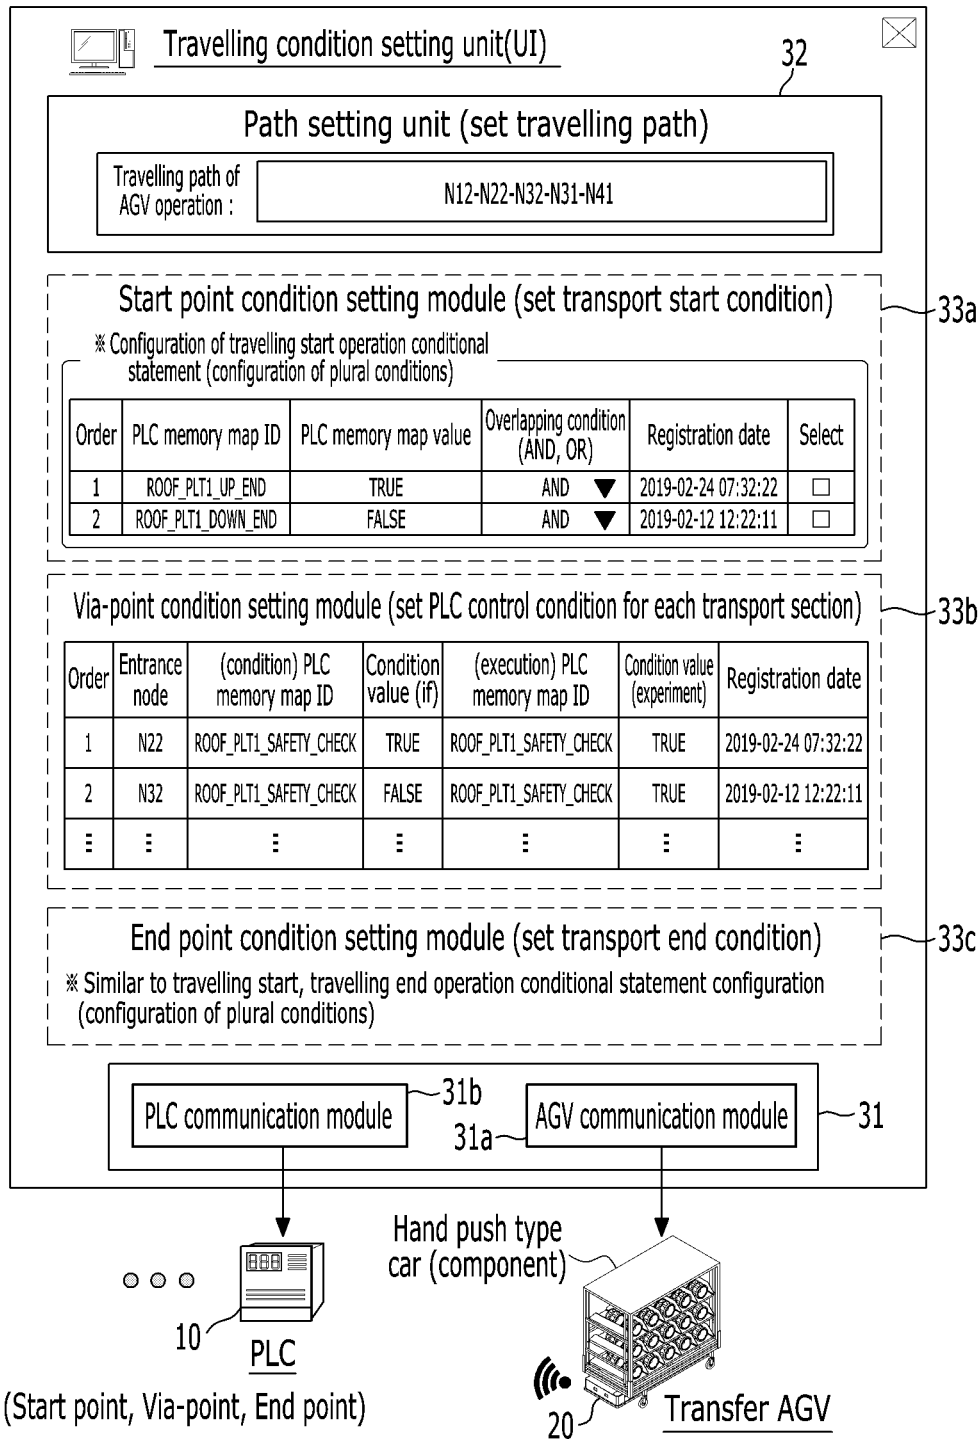 Travelling condition setting unit(UI)
32
Path setting unit (set travelling path)
Travelling path of
AGV operation :
N12-N22-N32-N31-N41
Start point condition setting module (set transport start condition)
33a
※ Configuration of travelling start operation conditional
statement (configuration of plural conditions)
Order PLC memory map ID PLC memory map value Overlapping condition (AND, OR) Registration date Select
1 ROOF_PLT1_UP_END TRUE AND ▼ 2019-02-24 07:32:22 □
2 ROOF_PLT1_DOWN_END FALSE AND ▼ 2019-02-12 12:22:11 □
Via-point condition setting module (set PLC control condition for each transport section)
33b
Order Entrance node (condition) PLC memory map ID Condition value (if) (execution) PLC memory map ID Condition value (experiment) Registration date
1 N22 ROOF_PLT1_SAFETY_CHECK TRUE ROOF_PLT1_SAFETY_CHECK TRUE 2019-02-24 07:32:22
2 N32 ROOF_PLT1_SAFETY_CHECK FALSE ROOF_PLT1_SAFETY_CHECK TRUE 2019-02-12 12:22:11
⋮ ⋮ ⋮ ⋮ ⋮ ⋮ ⋮
End point condition setting module (set transport end condition)
33c
※ Similar to travelling start, travelling end operation conditional statement configuration
(configuration of plural conditions)
PLC communication module
31b
31a
AGV communication module
31
Hand push type
car (component)
10
PLC
(Start point, Via-point, End point)
20
Transfer AGV